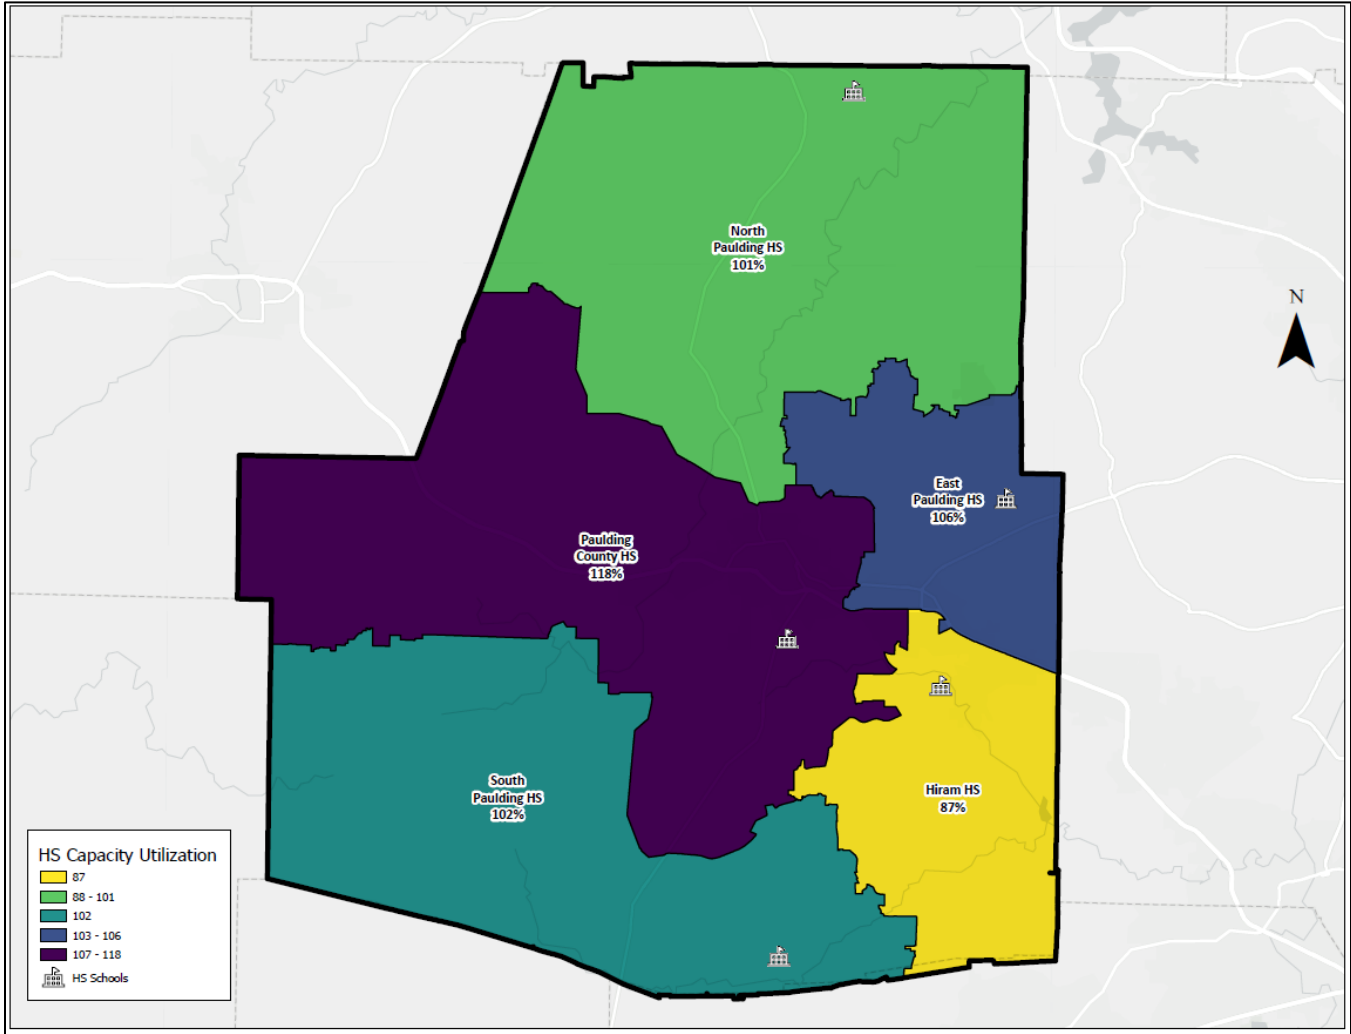 North
Paulding HS
101%
N
East
Paulding HS
106%
Paulding
County HS
118%
South
Paulding HS
102%
Hiram HS
87%
HS Capacity Utilization
87
88 - 101
102
103 - 106
107 - 118
HS Schools